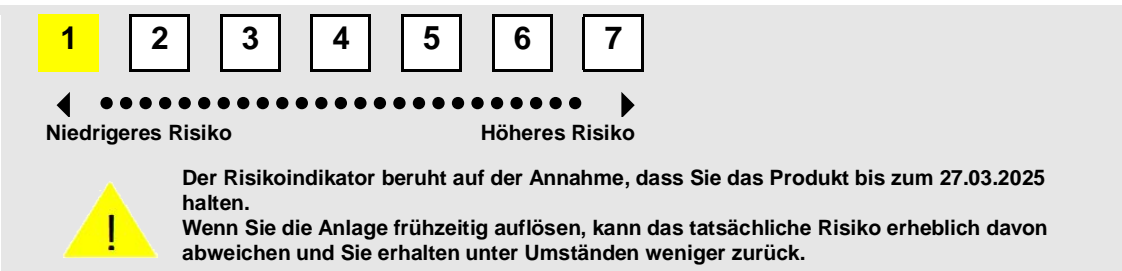 1 2 3 4 5 6 7
Niedrigeres Risiko Höheres Risiko
Der Risikoindikator beruht auf der Annahme, dass Sie das Produkt bis zum 27.03.2025
halten.
Wenn Sie die Anlage frühzeitig auflösen, kann das tatsächliche Risiko erheblich davon
! abweichen und Sie erhalten unter Umständen weniger zurück.